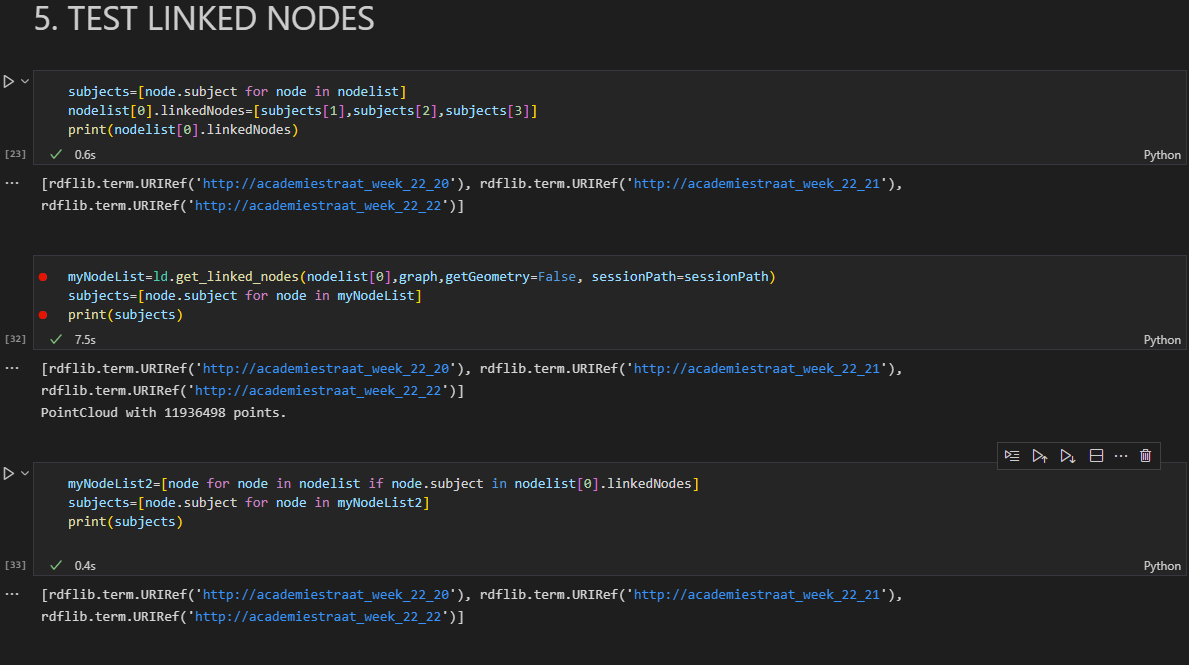 5. TEST LINKED NODES
subjects=[node.subject for node in nodelist]
nodelist[0].linkedNodes=[subjects[1],subjects[2],subjects[3]]
print(nodelist[0].linkedNodes)
[23]
0.6s
Python
[rdflib.term.URIRef('http://academiestraat_week_22_20'), rdflib.term.URIRef('http://academiestraat_week_22_21'),
rdflib.term.URIRef('http://academiestraat_week_22_22')]
myNodeList=ld.get_linked_nodes(nodelist[0],graph,getGeometry=False, sessionPath=sessionPath)
subjects=[node.subject for node in myNodeList]
print(subjects)
[32]
7.5s
Python
[rdflib.term.URIRef('http://academiestraat_week_22_20'), rdflib.term.URIRef('http://academiestraat_week_22_21'),
rdflib.term.URIRef('http://academiestraat_week_22_22')]
PointCloud with 11936498 points.
myNodeList2=[node for node in nodelist if node.subject in nodelist[0].linkedNodes]
subjects=[node.subject for node in myNodeList2]
print(subjects)
[33]
0.4s
Python
[rdflib.term.URIRef('http://academiestraat_week_22_20'), rdflib.term.URIRef('http://academiestraat_week_22_21'),
rdflib.term.URIRef('http://academiestraat_week_22_22')]